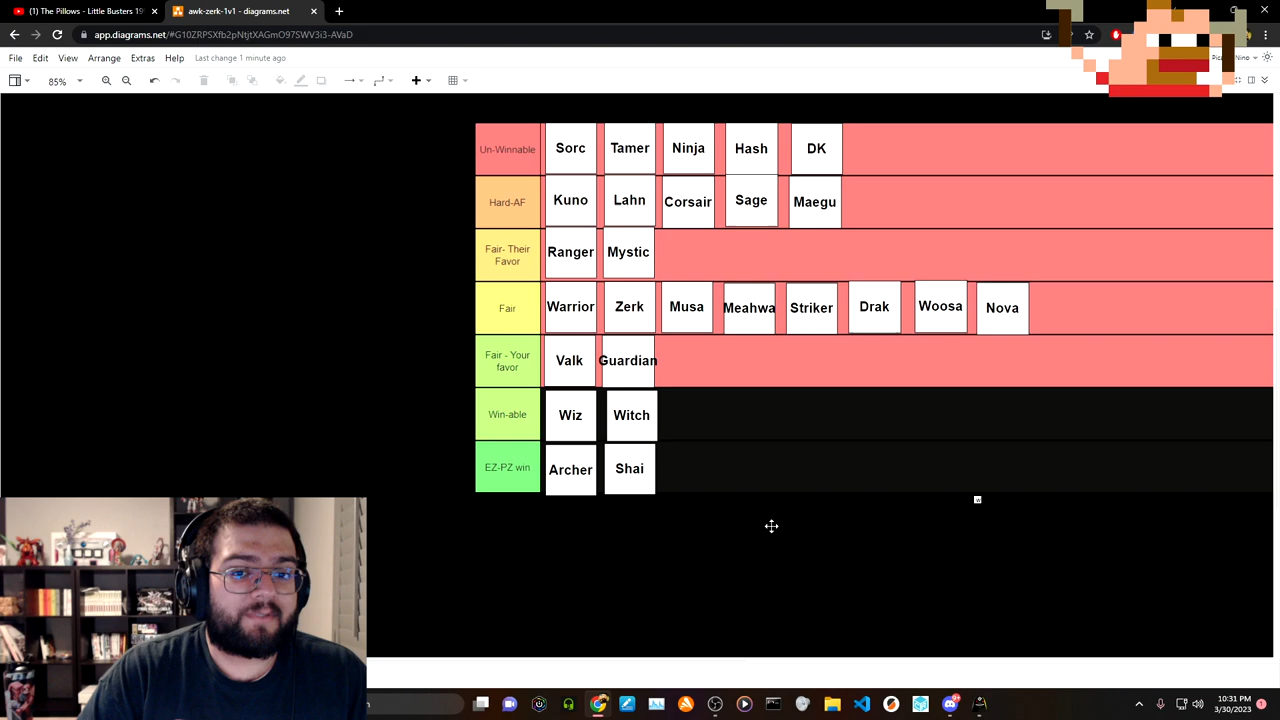 (1) The Pillows - Little Busters 19
awk-zerk-1v1 - diagrams.net
app.diagrams.net/#G10ZRPSXfb2pNtjtXAGmO97SWV3i3-AVaD
File Edit View Arrange Extras Help Last change 1 minute ago
85%
Un-Winnable Sorc Tamer Ninja Hash DK
Hard-AF Kuno Lahn Corsair Sage Maegu
Fair- Their
Favor
Ranger Mystic
Fair Warrior Zerk Musa Meahwa Striker Drak Woosa Nova
Fair - Your
favor
Valk Guardian
Win-able Wiz Witch
EZ-PZ win Archer Shai
10:31 PM
3/30/2023